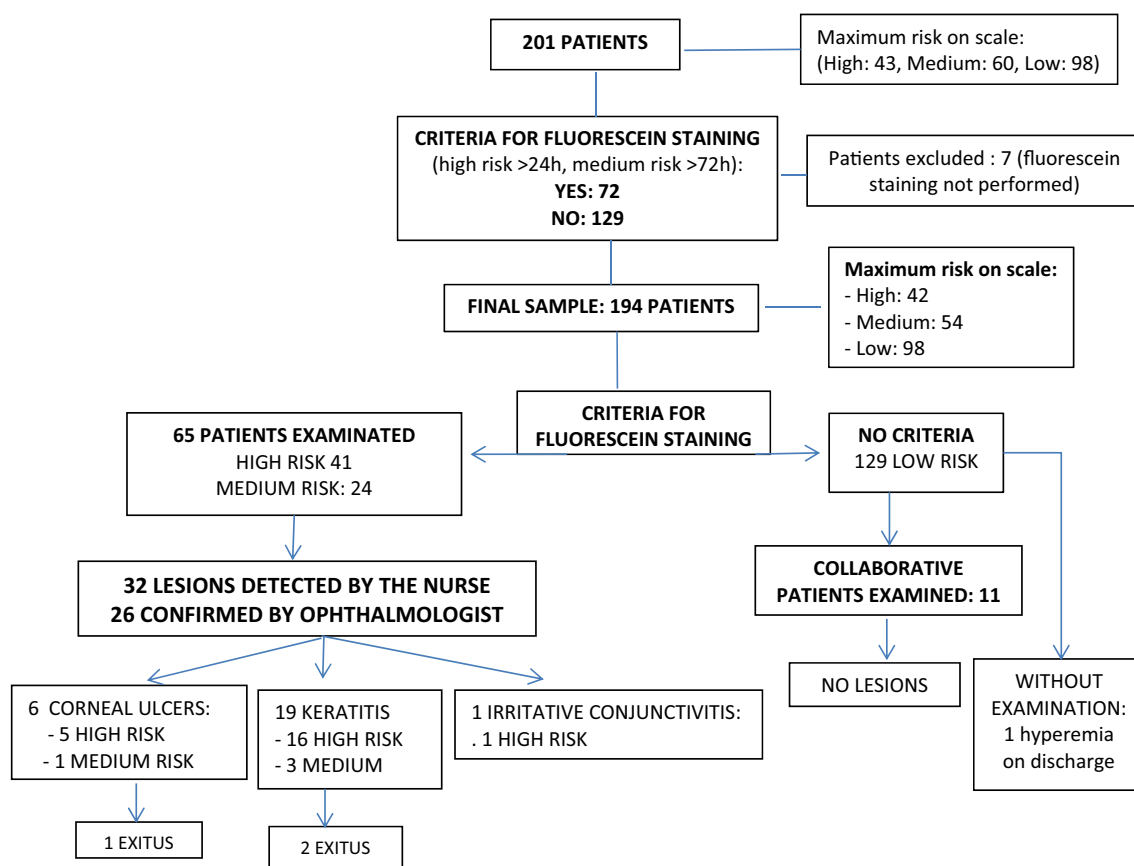 201 PATIENTS
Maximum risk on scale:
(High: 43, Medium: 60, Low: 98)
CRITERIA FOR FLUORESCEIN STAINING
(high risk >24h, medium risk >72h):
YES: 72
NO: 129
Patients excluded : 7 (fluorescein
staining not performed)
FINAL SAMPLE: 194 PATIENTS
Maximum risk on scale:
- High: 42
- Medium: 54
- Low: 98
CRITERIA FOR
FLUORESCEIN STAINING
65 PATIENTS EXAMINATED
HIGH RISK 41
MEDIUM RISK: 24
NO CRITERIA
129 LOW RISK
32 LESIONS DETECTED BY THE NURSE
26 CONFIRMED BY OPHTHALMOLOGIST
COLLABORATIVE
PATIENTS EXAMINED: 11
6 CORNEAL ULCERS:
- 5 HIGH RISK
- 1 MEDIUM RISK
19 KERATITIS
- 16 HIGH RISK
- 3 MEDIUM
1 IRRITATIVE CONJUNCTIVITIS:
. 1 HIGH RISK
NO LESIONS
WITHOUT
EXAMINATION:
1 hyperemia
on discharge
1 EXITUS
2 EXITUS